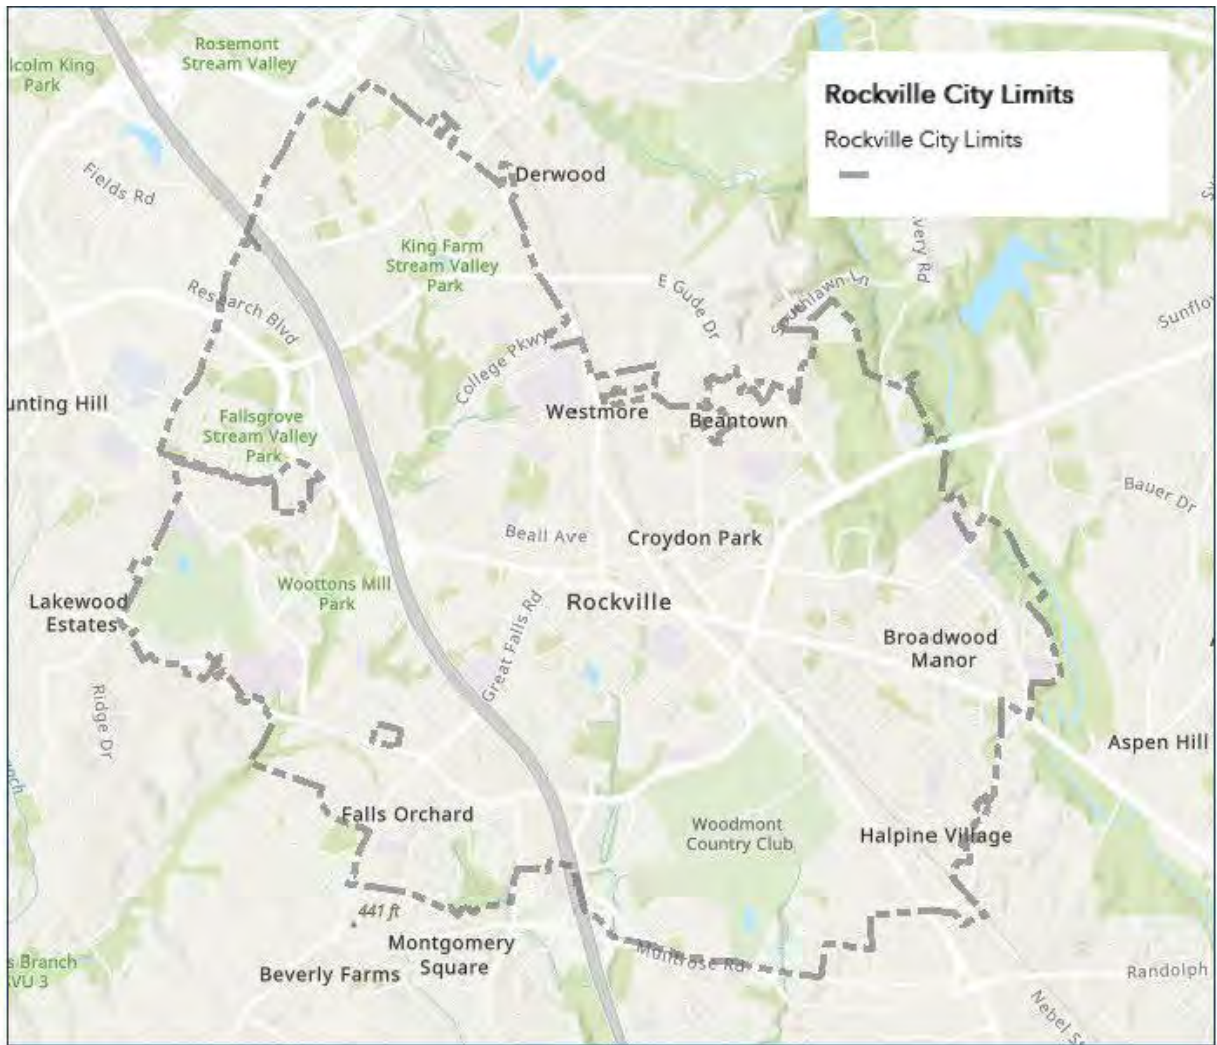 Rosemont
Stream Valley
lcolm King
Park
Rockville City Limits
Rockville City Limits
Fields Rd
Derwood
very Rd
King Farm
Stream Valley
Park
E Gude Dr
Southlawn Ln
Research Blvd
Sunflo
College Pkwy
unting Hill
Fallsgrove
Stream Valley
Park
Westmore
Beantown
Bauer Dr
Beall Ave
Croydon Park
Woottons Mill
Park
Lakewood
Estates
Rockville
Great Falls Rd
Broadwood
Manor
Ridge Dr
Aspen Hill
Falls Orchard
Woodmont
Country Club
Halpine Village
441 ft
Montgomery
Square
Montrose Rd
Beverly Farms
s Branch
VU 3
Randolph
Nebel St